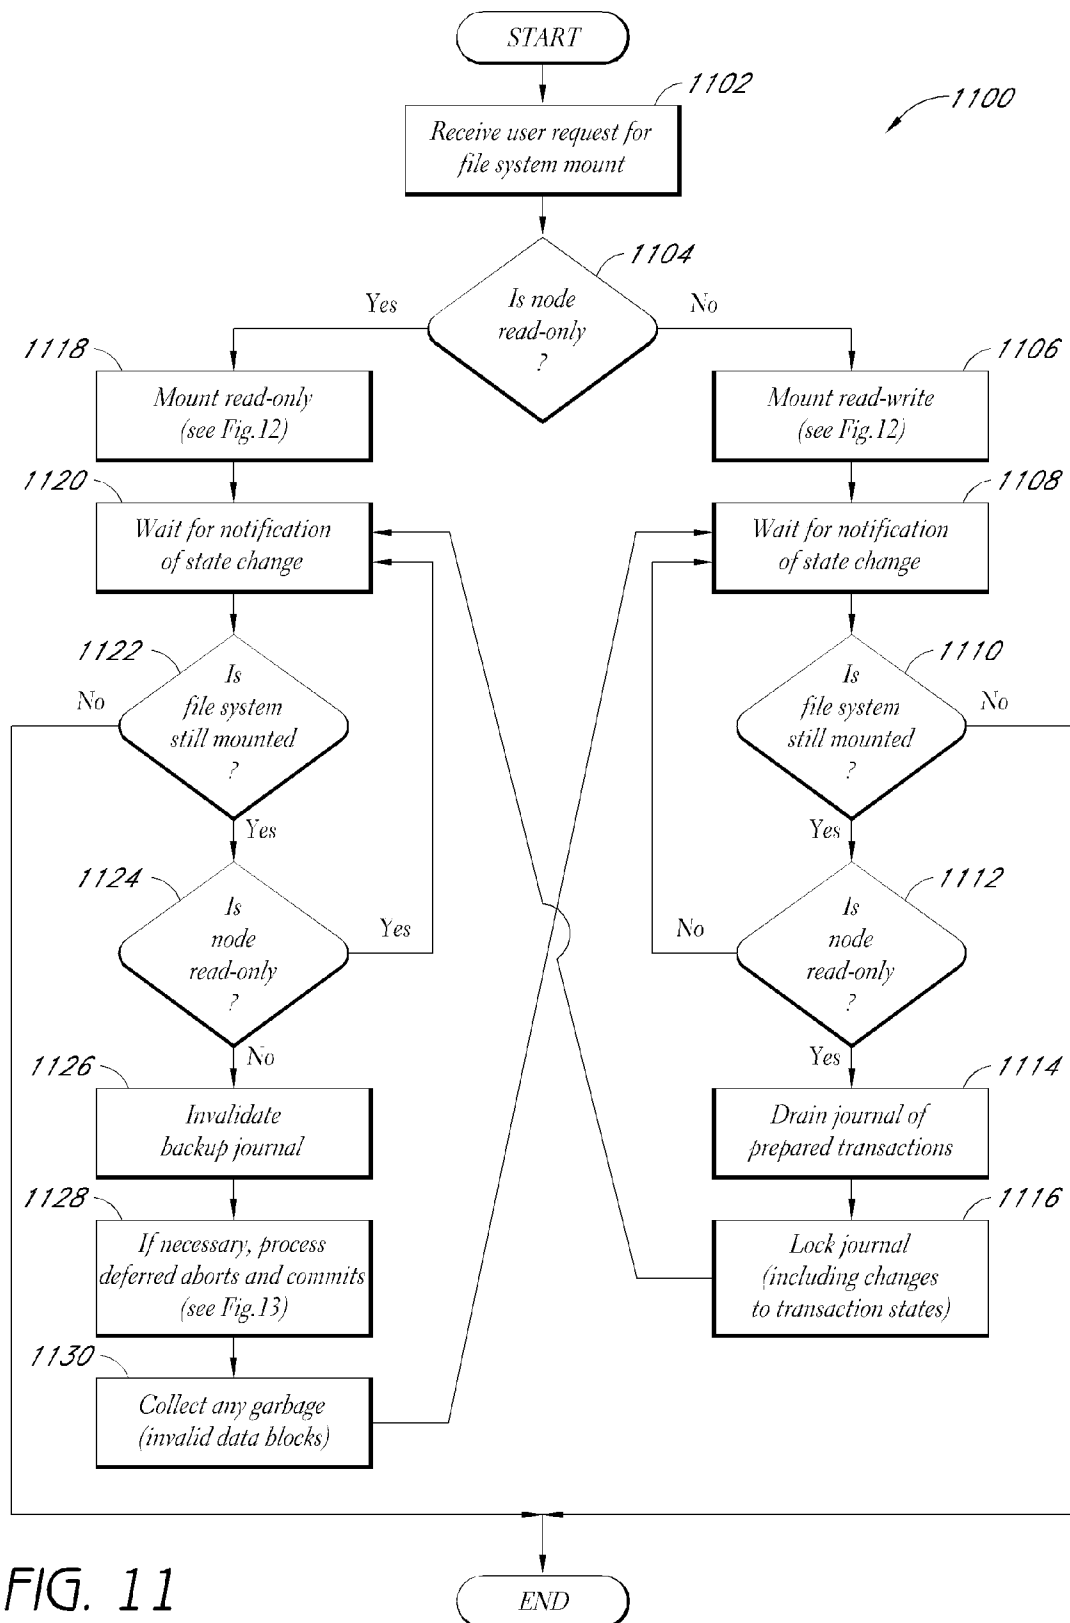 START
1102
1100
Receive user request for
file system mount
1104
Is node
read-only
?
Yes
No
1118
Mount read-only
(see Fig.12)
1106
Mount read-write
(see Fig.12)
1120
Wait for notification
of state change
1108
Wait for notification
of state change
1122
Is
file system
still mounted
?
No
Yes
1110
Is
file system
still mounted
?
No
Yes
1124
Is
node
read-only
?
Yes
No
1112
Is
node
read-only
?
No
Yes
1126
Invalidate
backup journal
1114
Drain journal of
prepared transactions
1128
If necessary, process
deferred aborts and commits
(see Fig.13)
1116
Lock journal
(including changes
to transaction states)
1130
Collect any garbage
(invalid data blocks)
FIG. 11
END